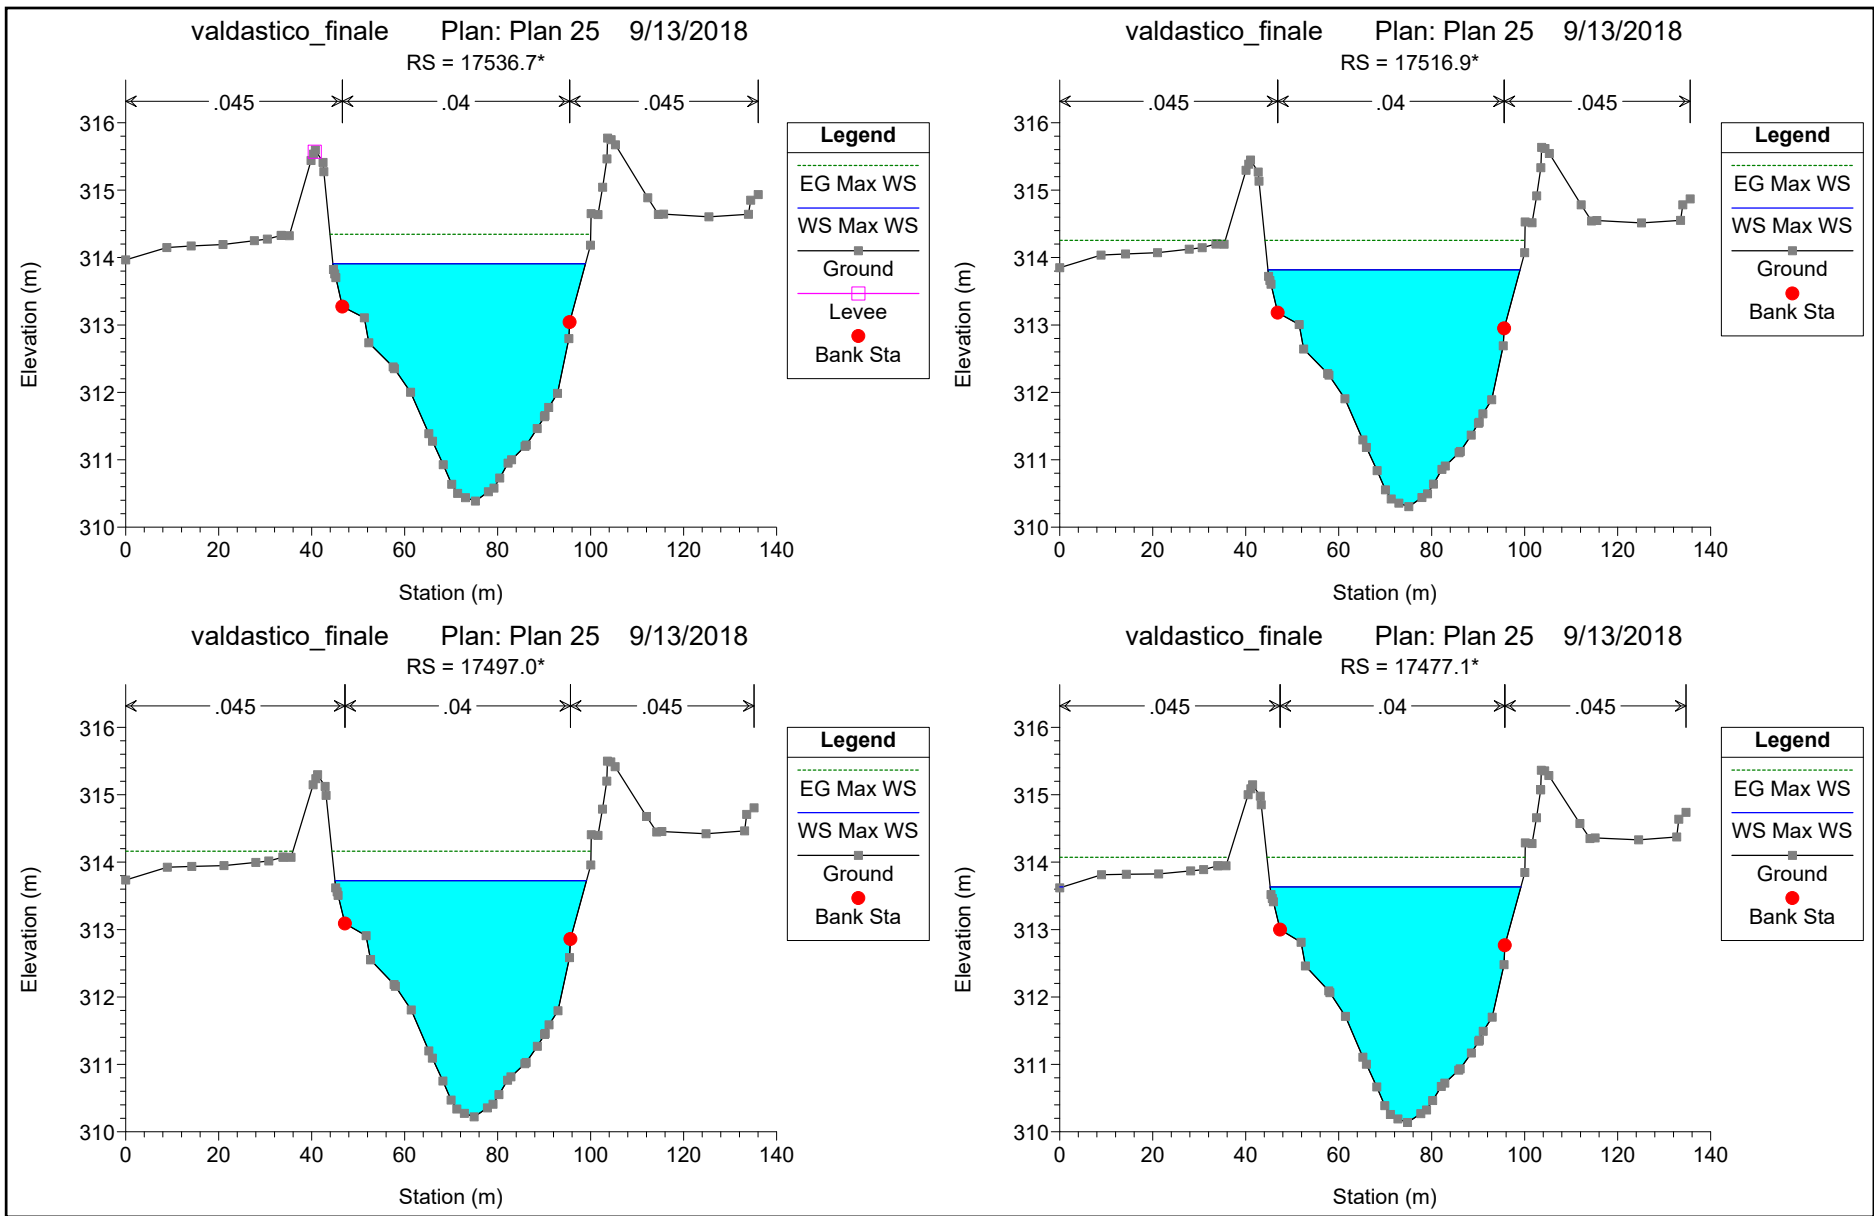 valdastico_finale Plan: Plan 25 9/13/2018
RS = 17536.7*
.045 .04 .045
316
315
314
313
312
311
310
0 20 40 60 80 100 120 140
Elevation (m)
Station (m)
Legend
EG Max WS
WS Max WS
Ground
Levee
Bank Sta
valdastico_finale Plan: Plan 25 9/13/2018
RS = 17516.9*
.045 .04 .045
316
315
314
313
312
311
310
0 20 40 60 80 100 120 140
Elevation (m)
Station (m)
Legend
EG Max WS
WS Max WS
Ground
Bank Sta
valdastico_finale Plan: Plan 25 9/13/2018
RS = 17497.0*
.045 .04 .045
316
315
314
313
312
311
310
0 20 40 60 80 100 120 140
Elevation (m)
Station (m)
Legend
EG Max WS
WS Max WS
Ground
Bank Sta
valdastico_finale Plan: Plan 25 9/13/2018
RS = 17477.1*
.045 .04 .045
316
315
314
313
312
311
310
0 20 40 60 80 100 120 140
Elevation (m)
Station (m)
Legend
EG Max WS
WS Max WS
Ground
Bank Sta